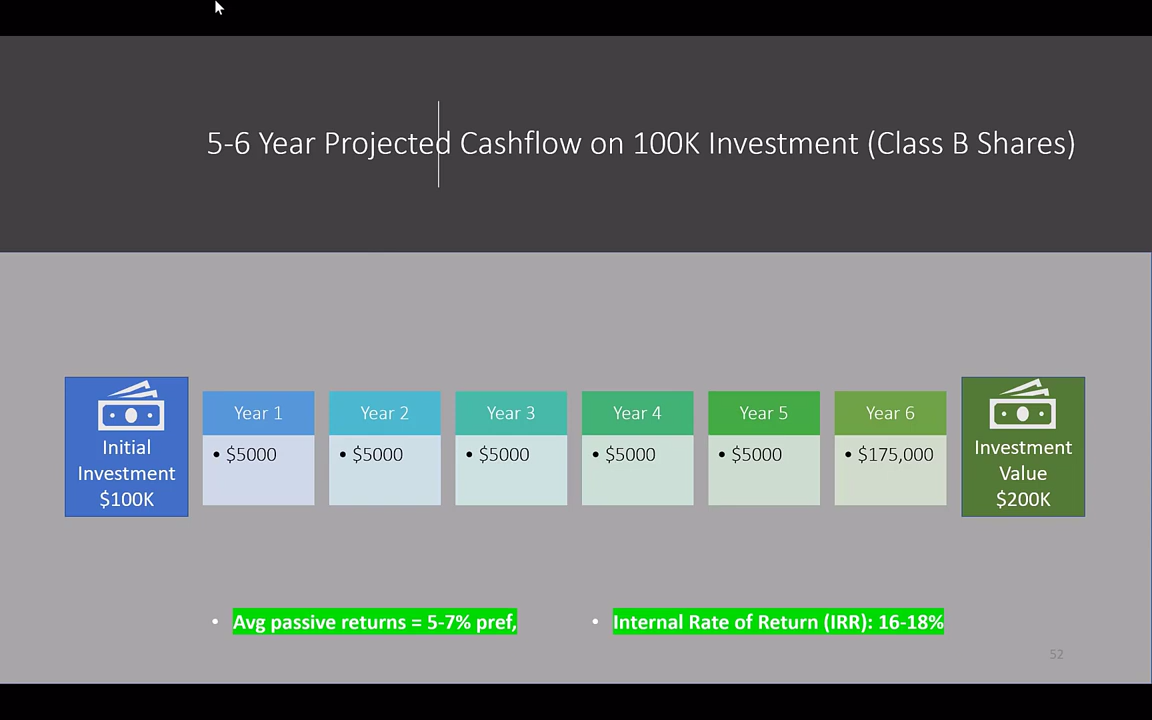 5-6 Year Projected Cashflow on 100K Investment (Class B Shares)
Initial
Investment
$100K
Year 1
• $5000
Year 2
• $5000
Year 3
• $5000
Year 4
• $5000
Year 5
• $5000
Year 6
• $175,000
Investment
Value
$200K
• Avg passive returns = 5-7% pref,
• Internal Rate of Return (IRR): 16-18%
52